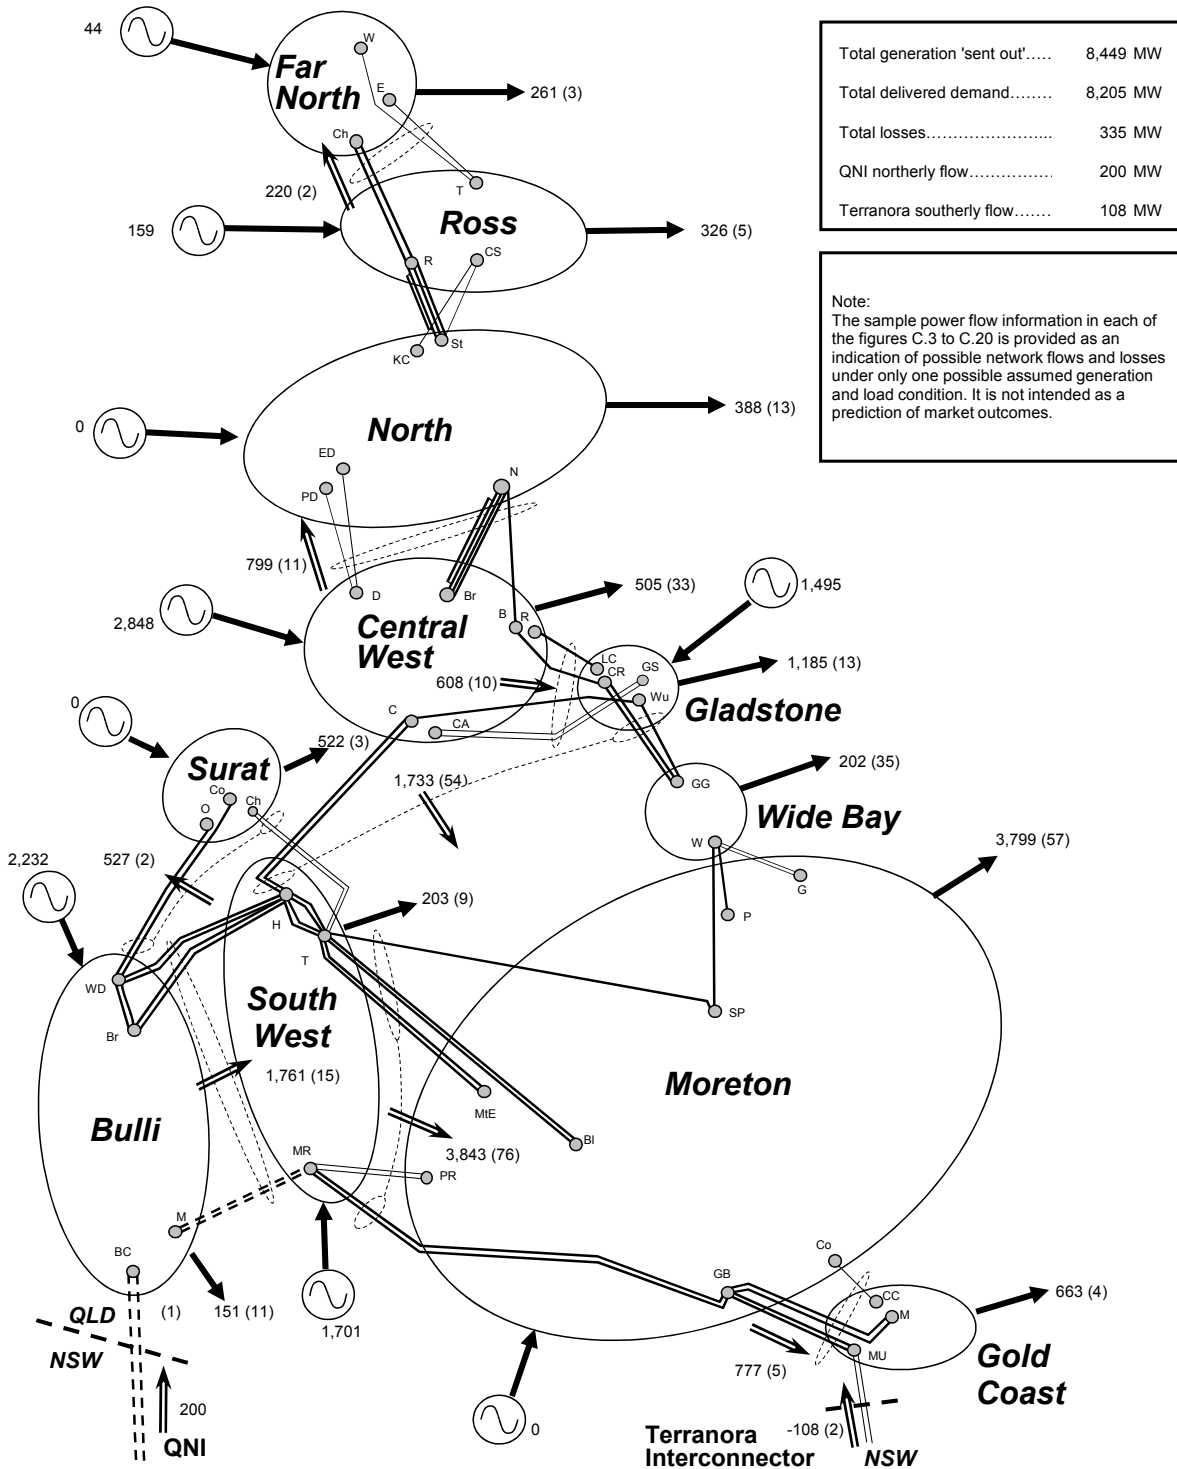 44
W
Far
North
E
261 (3)
Ch
220 (2)
T
159
Ross
326 (5)
R
CS
St
KC
0
North
388 (13)
ED
PD
N
799 (11)
D
Br
2,848
Central
West
505 (33)
B
R
1,495
LC
CR
GS
Wu
1,185 (13)
608 (10)
Gladstone
C
CA
0
522 (3)
Surat
Co
Ch
O
1,733 (54)
GG
202 (35)
Wide Bay
W
G
P
3,799 (57)
2,232
527 (2)
203 (9)
H
T
WD
Br
South
West
SP
1,761 (15)
Moreton
MtE
Bulli
3,843 (76)
BI
MR
PR
M
BC
Co
GB
CC
M
663 (4)
QLD
(1)
151 (11)
1,701
NSW
MU
Gold
Coast
777 (5)
200
QNI
0
-108 (2)
Terranora
Interconnector
NSW
Total generation 'sent out'..... 8,449 MW
Total delivered demand........ 8,205 MW
Total losses........................ 335 MW
QNI northerly flow................ 200 MW
Terranora southerly flow....... 108 MW
Note:
The sample power flow information in each of
the figures C.3 to C.20 is provided as an
indication of possible network flows and losses
under only one possible assumed generation
and load condition. It is not intended as a
prediction of market outcomes.